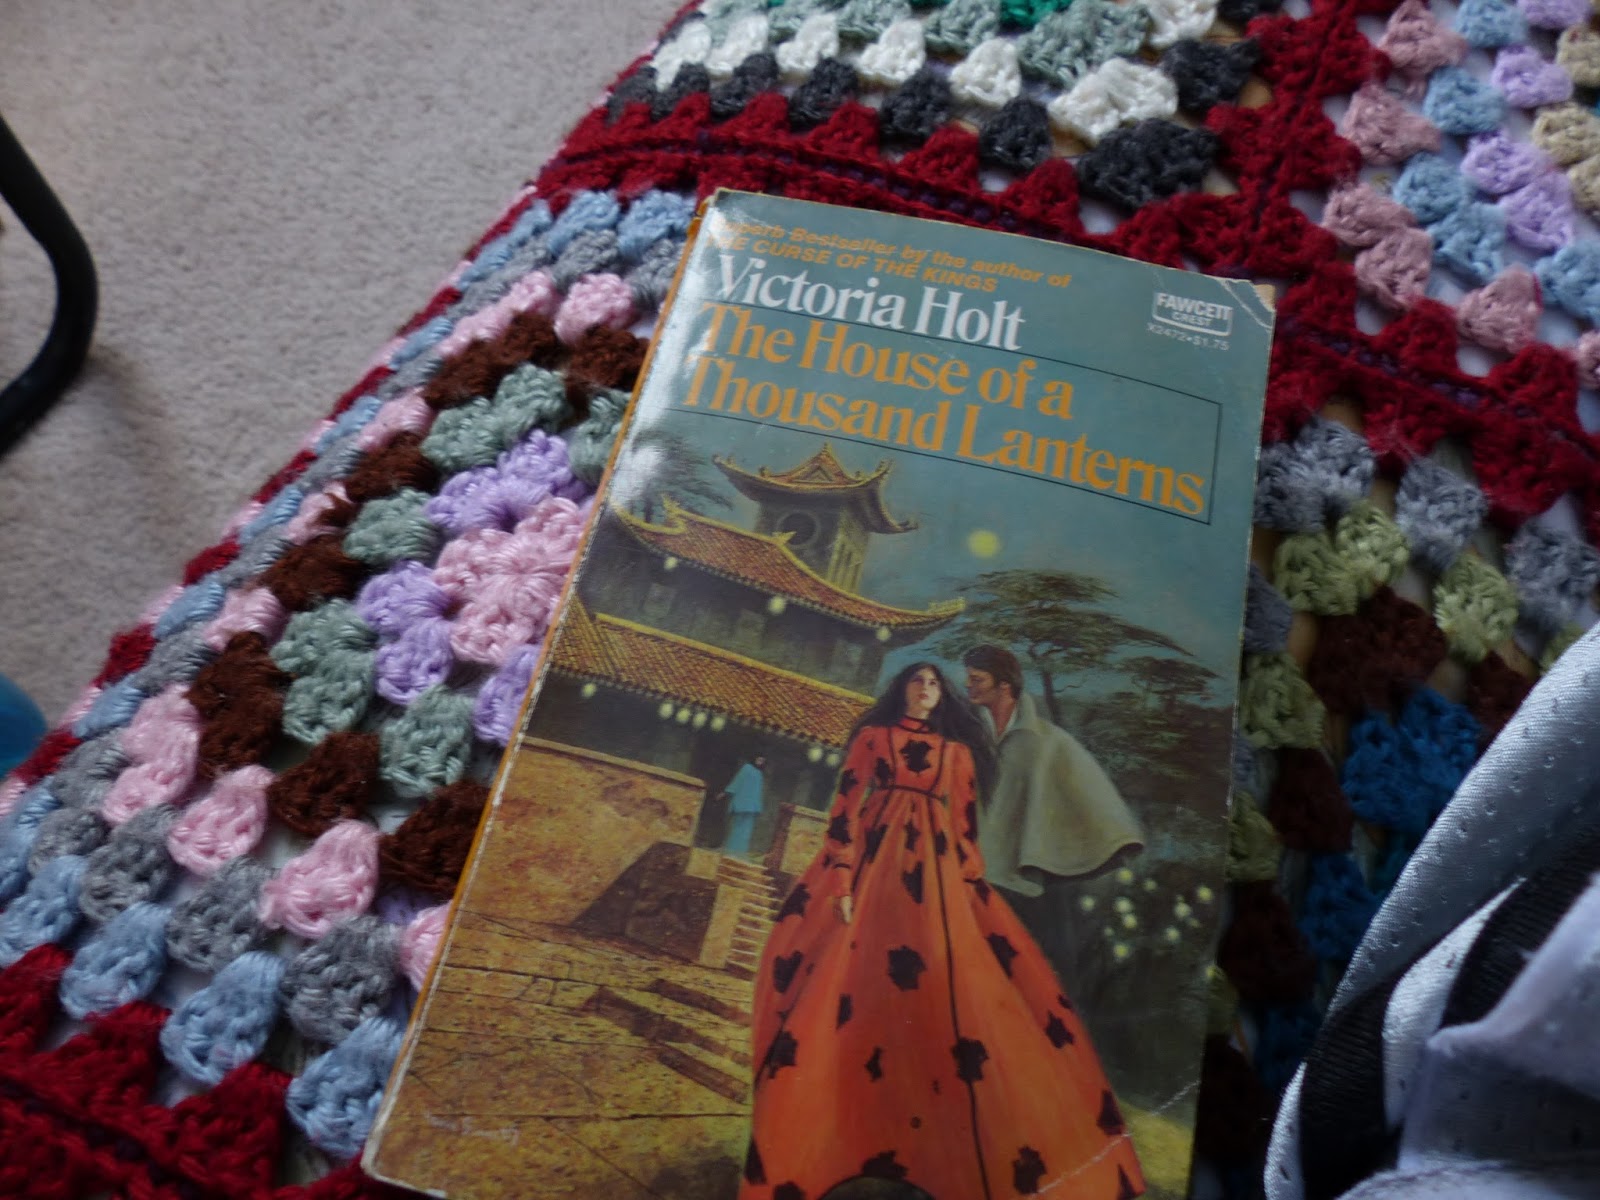 Superb Bestseller by the author of
THE CURSE OF THE KINGS
Victoria Holt
The House of a
Thousand Lanterns
FAWCETT
CREST
X2472•$1.75